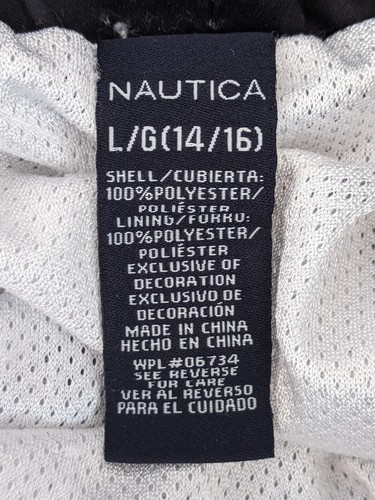 NAUTICA
L/G(14/16)
SHELL/CUBIERTA:
100%POLYESTER/
POLIÉSTER
LINING/FORRO:
100%POLYESTER/
POLIÉSTER
EXCLUSIVE OF
DECORATION
EXCLUSIVO DE
DECORACIÓN
MADE IN CHINA
HECHO EN CHINA
WPL#06734
SEE REVERSE
FOR CARE
VER AL REVERSO
PARA EL CUIDADO